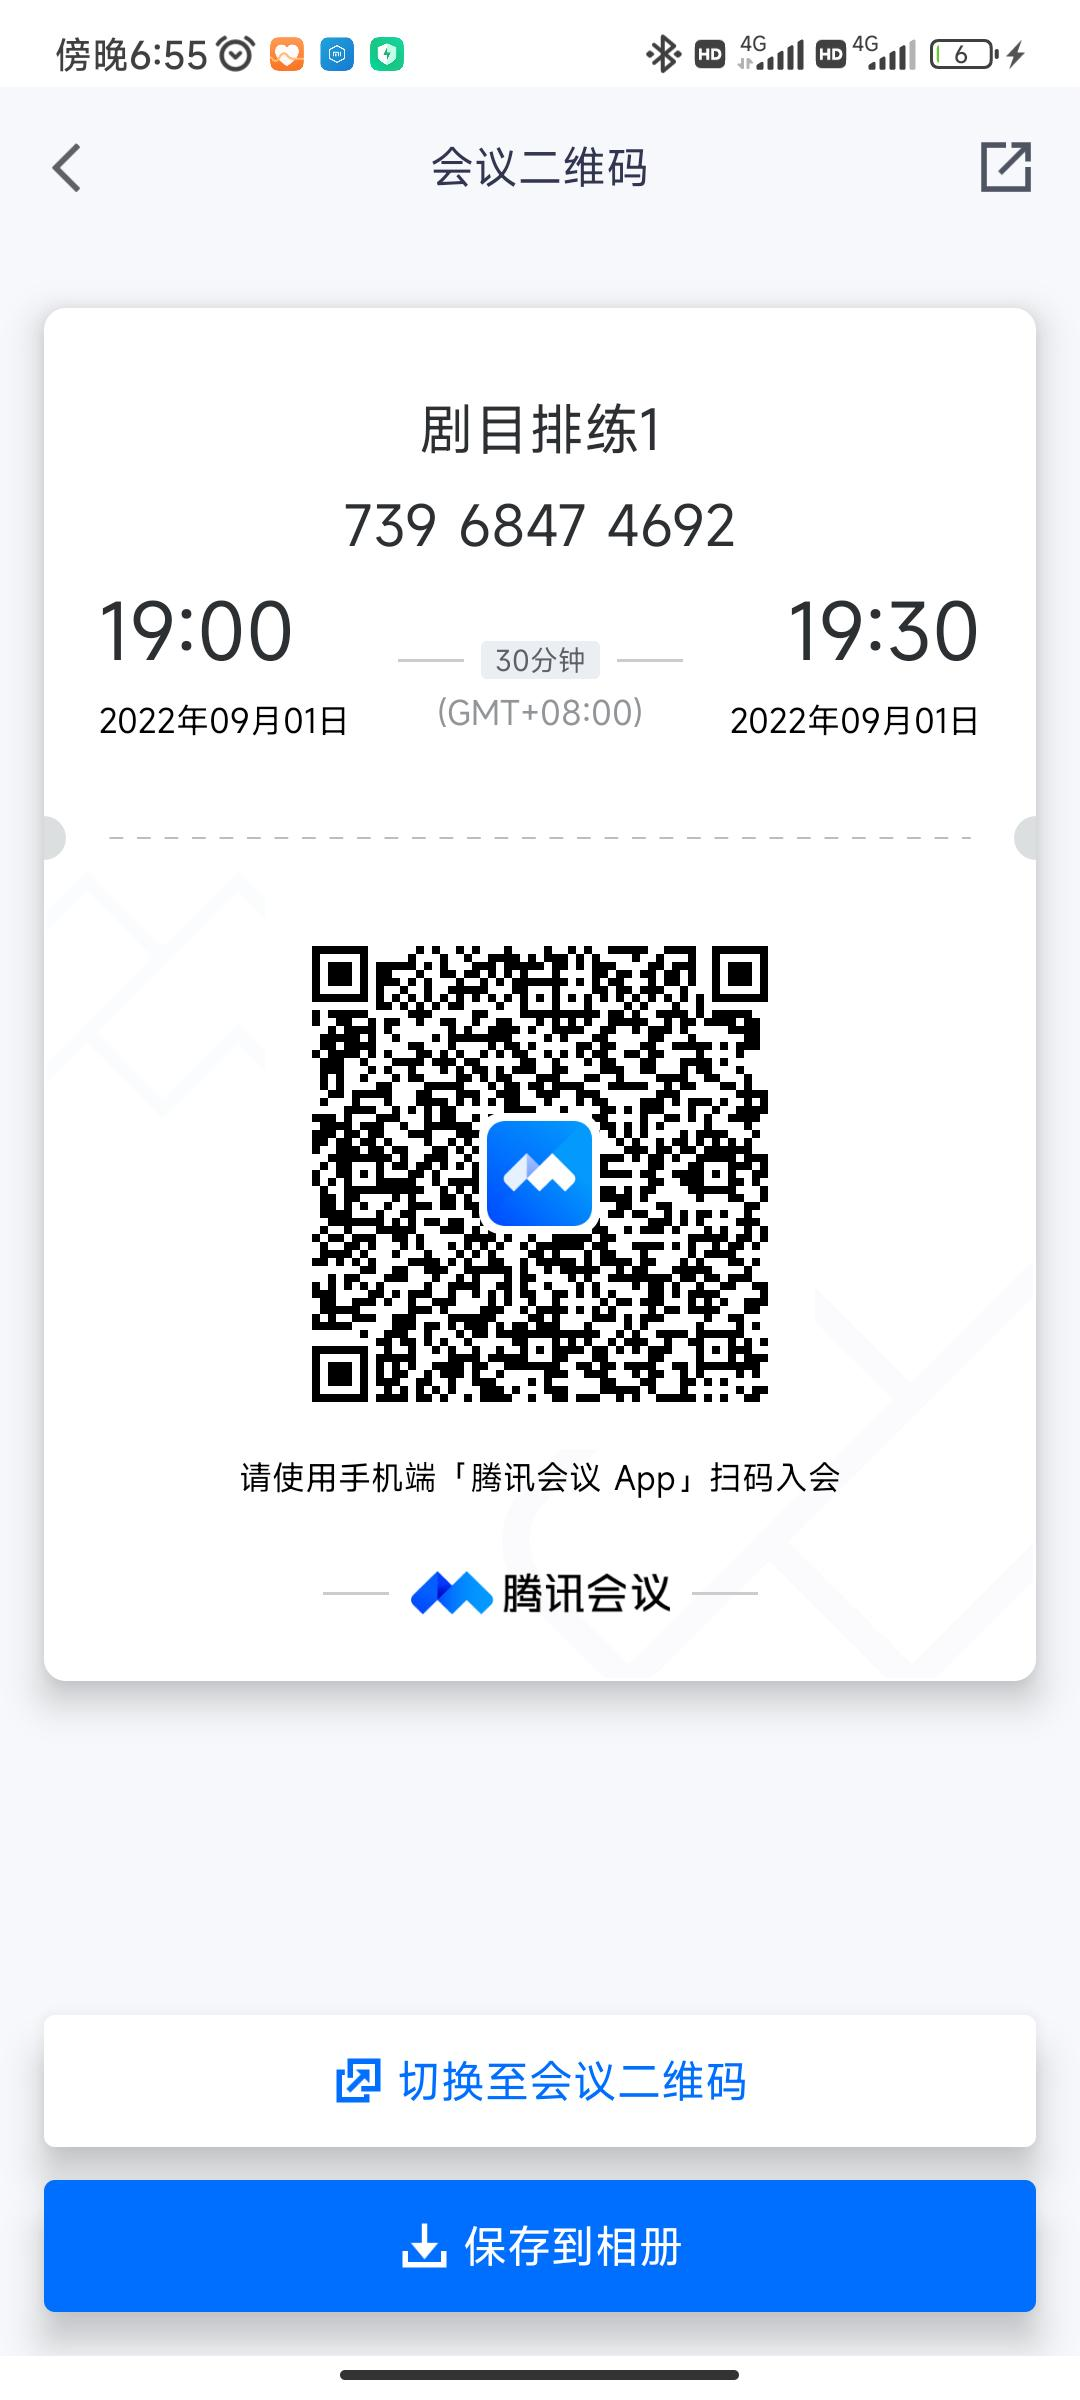 傍晚6:55 HD 4G HD 4G 6
会议二维码
剧目排练1
739 6847 4692
19:00 30分钟 19:30
2022年09月01日 (GMT+08:00) 2022年09月01日
请使用手机端「腾讯会议 App」扫码入会
腾讯会议
切换至会议二维码
保存到相册